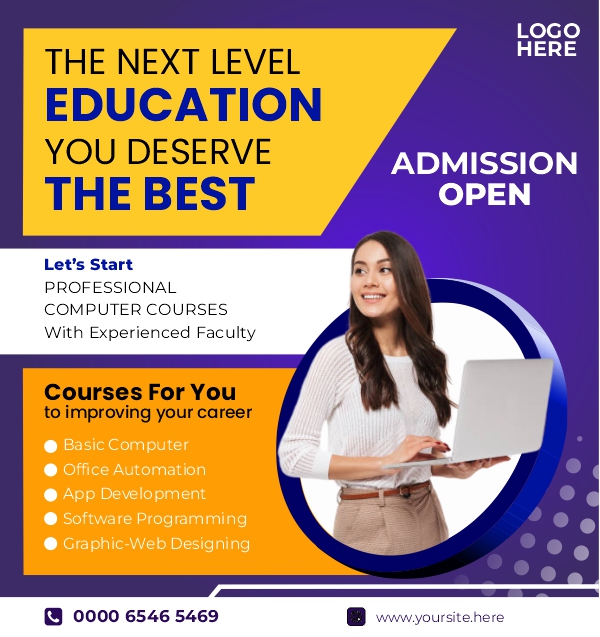 LOGO
HERE
THE NEXT LEVEL
EDUCATION
YOU DESERVE
THE BEST
ADMISSION
OPEN
Let's Start
PROFESSIONAL
COMPUTER COURSES
With Experienced Faculty
Courses For You
to improving your career
Basic Computer
Office Automation
App Development
Software Programming
Graphic-Web Designing
0000 6546 5469
www.yoursite.here